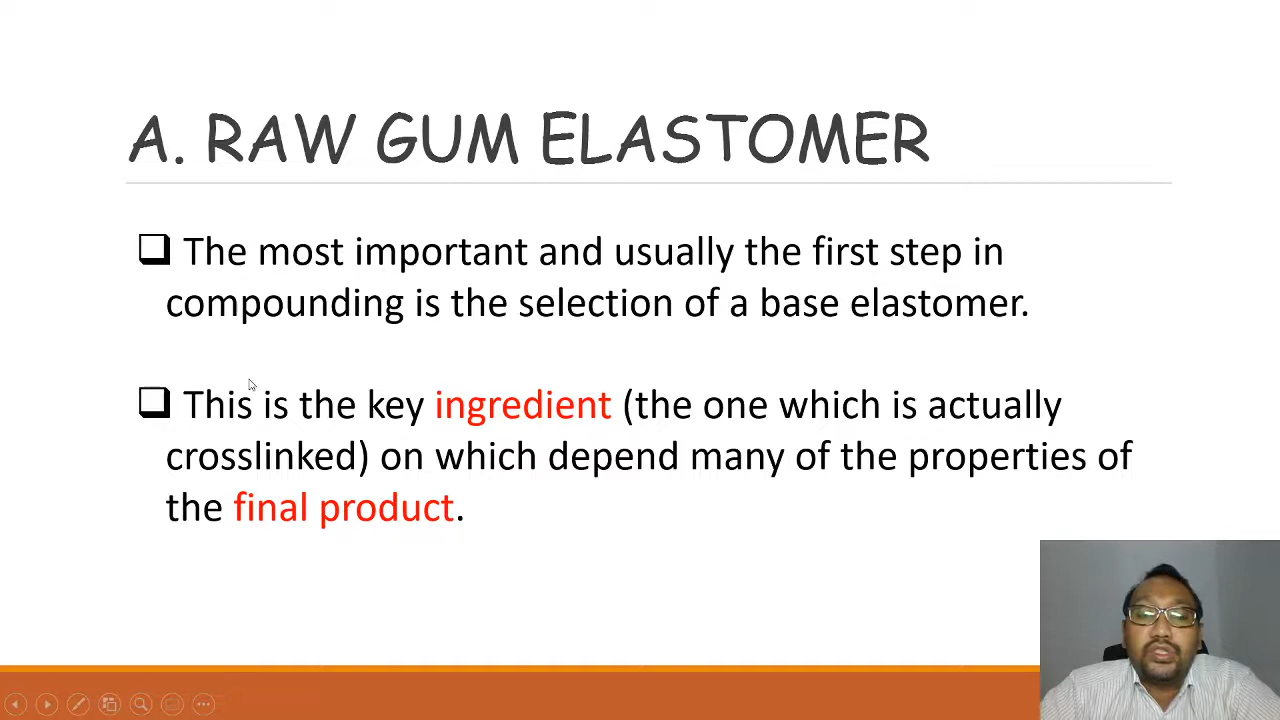 A. RAW GUM ELASTOMER
The most important and usually the first step in
compounding is the selection of a base elastomer.
This is the key ingredient (the one which is actually
crosslinked) on which depend many of the properties of
the final product.